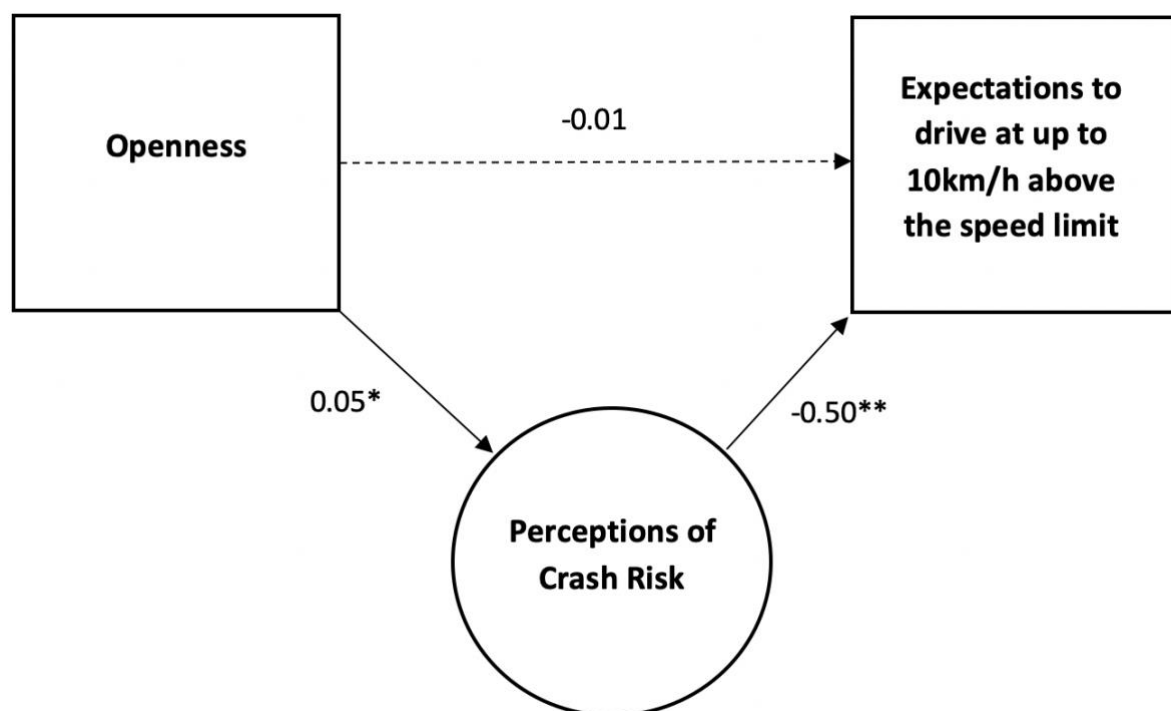 Openness
-0.01
Expectations to
drive at up to
10km/h above
the speed limit
0.05*
-0.50**
Perceptions of
Crash Risk